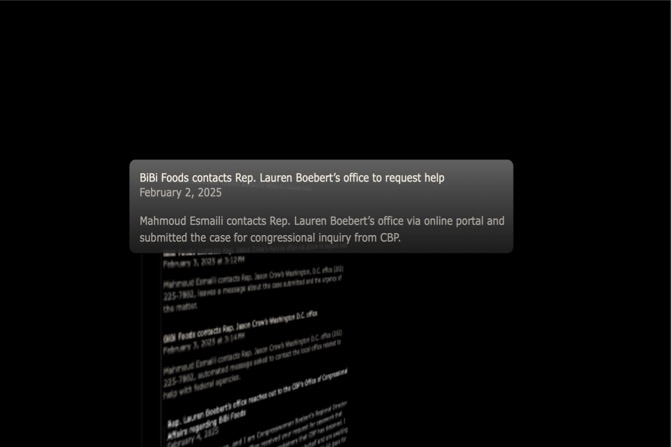 BiBi Foods contacts Rep. Lauren Boebert’s office to request help
February 2, 2025
Mahmoud Esmaili contacts Rep. Lauren Boebert’s office via online portal and
submitted the case for congressional inquiry from CBP.
February 3, 2025 at 3:12 PM
Mahmoud Esmaili contacts Rep. Jason Crow’s Washington, D.C. office (202)
225-7882, leaves a message about the case submitted and the urgency of
the matter.
BiBi Foods contacts Rep. Jason Crow’s Washington D.C. office
February 3, 2025 at 3:14 PM
Mahmoud Esmaili contacts Rep. Jason Crow’s Washington, D.C. office (202)
225-7882, automated message asked to contact the local office related to
help with federal agencies.
Rep. Lauren Boebert’s office reaches out to the CBP’s Office of Congressional
Affairs regarding BiBi Foods
February 4, 2025